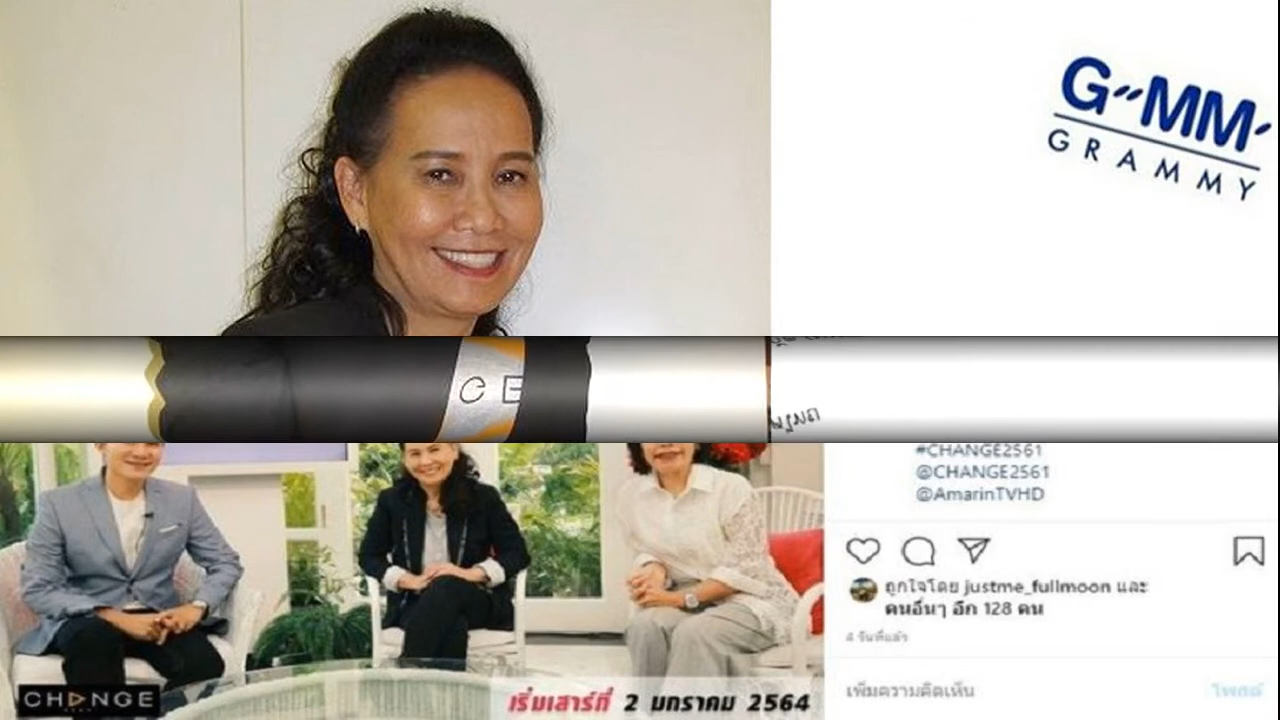 G"MM'
GRAMMY
CE
#CHANGE2561
@CHANGE2561
@AmarinTVHD
ถูกใจโดย justme_fullmoon และ
คนอื่นๆ อีก 128 คน
4 วันที่แล้ว
เพิ่มความคิดเห็น
โพสต์
CHANGE
เริ่มเสาร์ที่ 2 มกราคม 2564